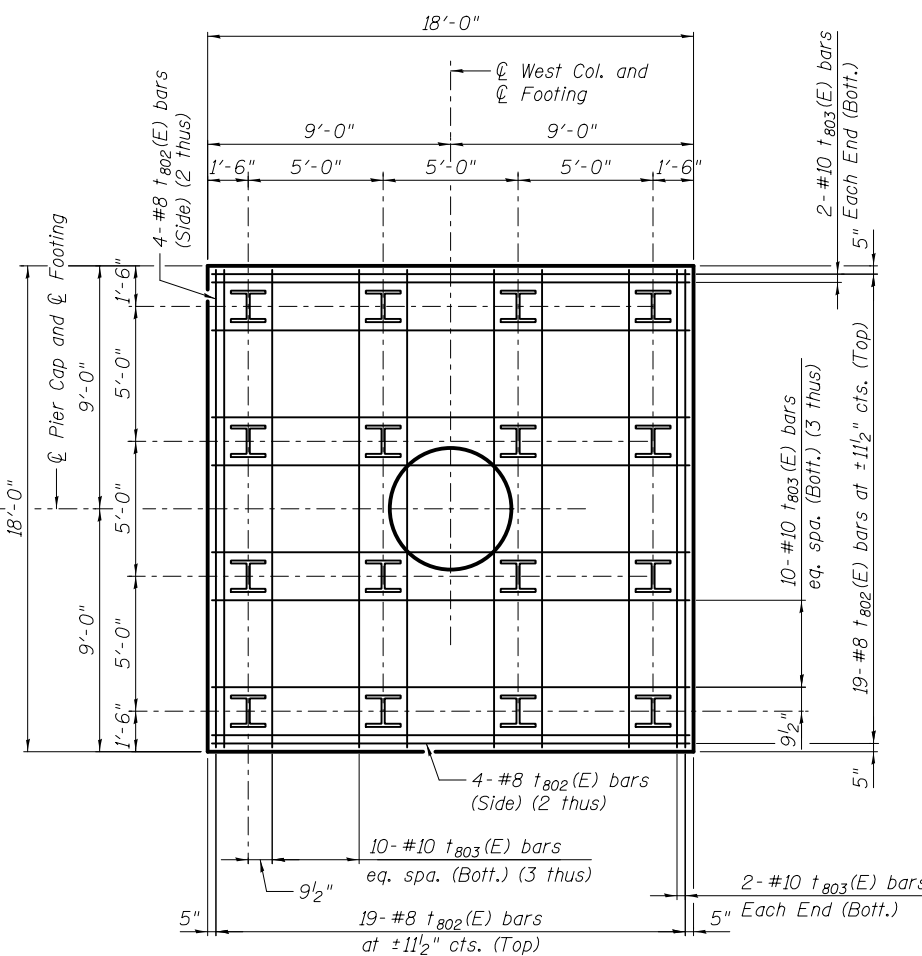 18'-0"
℄ West Col. and
℄ Footing
9'-0"
9'-0"
1'-6"
5'-0"
5'-0"
5'-0"
1'-6"
4-#8 t802(E) bars
(Side) (2 thus)
2-#10 t803(E) bars
Each End (Bott.)
5"
℄ Pier Cap and ℄ Footing
18'-0"
9'-0"
9'-0"
1'-6"
5'-0"
5'-0"
5'-0"
1'-6"
10-#10 t803(E) bars
eq. spa. (Bott.) (3 thus)
19-#8 t802(E) bars at ±11½" cts. (Top)
9½"
5"
4-#8 t802(E) bars
(Side) (2 thus)
10-#10 t803(E) bars
eq. spa. (Bott.) (3 thus)
9½"
2-#10 t803(E) bars
Each End (Bott.)
5"
19-#8 t802(E) bars
at ±11½" cts. (Top)
5"